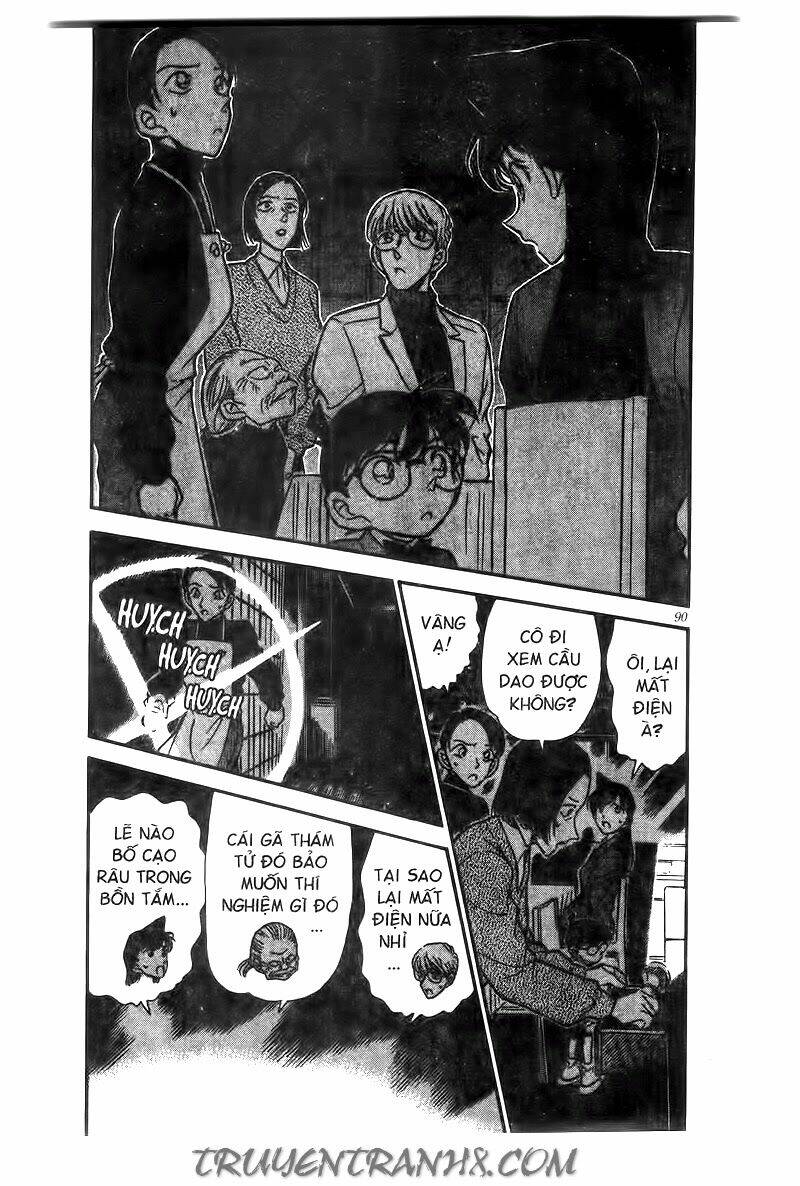 90
ÔI, LẠI
MẤT
ĐIỆN
À?
CÔ ĐI
XEM CẦU
DAO ĐƯỢC
KHÔNG?
VÂNG
Ạ!
HUỴCH
HUỴCH
HUỴCH
TẠI SAO
LẠI MẤT
ĐIỆN NỮA
NHỈ
...
CÁI GÃ THÁM
TỬ ĐÓ BẢO
MUỐN THÍ
NGHIỆM GÌ ĐÓ
...
LẼ NÀO
BỐ CẠO
RÂU TRONG
BỒN TẮM...
TRUYENTRANH8.COM